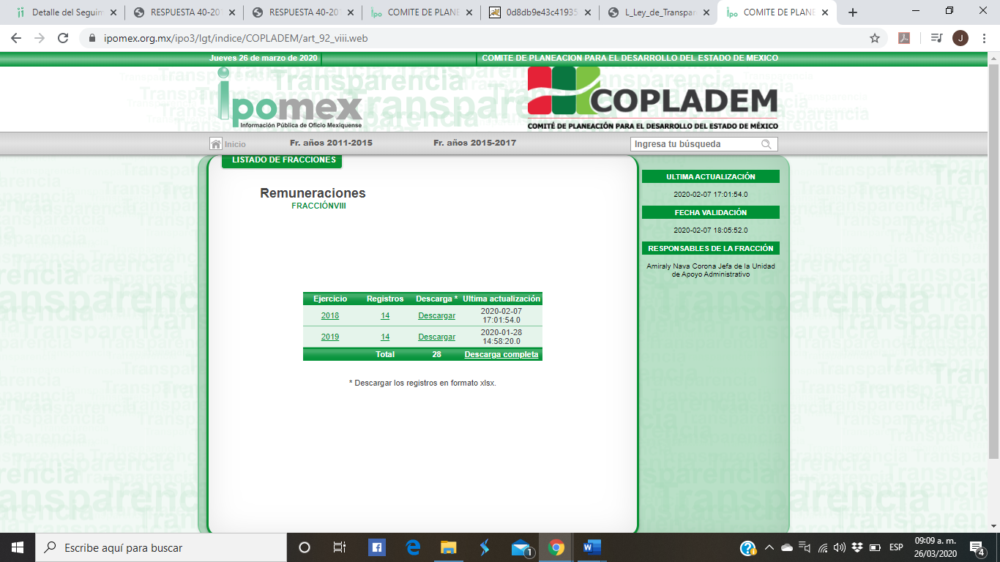 Detalle del Seguim
RESPUESTA 40-201
RESPUESTA 40-201
COMITE DE PLANE
0d8db9e43c41935
L_Ley_de_Transpar
COMITE DE PLANE
ipomex.org.mx/ipo3/lgt/indice/COPLADEM/art_92_viii.web
J
Jueves 26 de marzo de 2020
COMITE DE PLANEACION PARA EL DESARROLLO DEL ESTADO DE MEXICO
ipomex
Información Pública de Oficio Mexiquense
COPLADEM
COMITÉ DE PLANEACIÓN PARA EL DESARROLLO DEL ESTADO DE MÉXICO
Inicio
Fr. años 2011-2015
Fr. años 2015-2017
Ingresa tu búsqueda
LISTADO DE FRACCIONES
Remuneraciones
FRACCIÓNVIII
Ejercicio Registros Descarga * Ultima actualización
2018 14 Descargar 2020-02-07
17:01:54.0
2019 14 Descargar 2020-01-28
14:58:20.0
Total 28 Descarga completa
* Descargar los registros en formato xlsx.
ULTIMA ACTUALIZACIÓN
2020-02-07 17:01:54.0
FECHA VALIDACIÓN
2020-02-07 18:05:52.0
RESPONSABLES DE LA FRACCIÓN
Amiraly Nava Corona Jefa de la Unidad
de Apoyo Administrativo
Escribe aquí para buscar
1
ESP
09:09 a. m.
26/03/2020
4